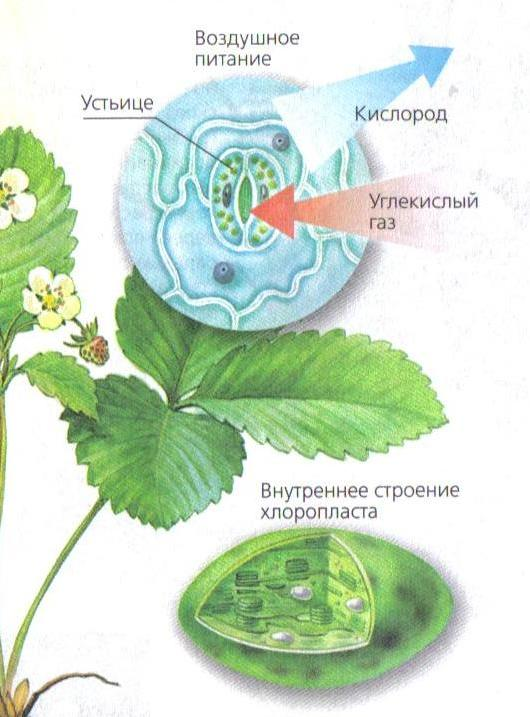 Воздушное
питание
Устьице
Кислород
Углекислый
газ
Внутреннее строение
хлоропласта